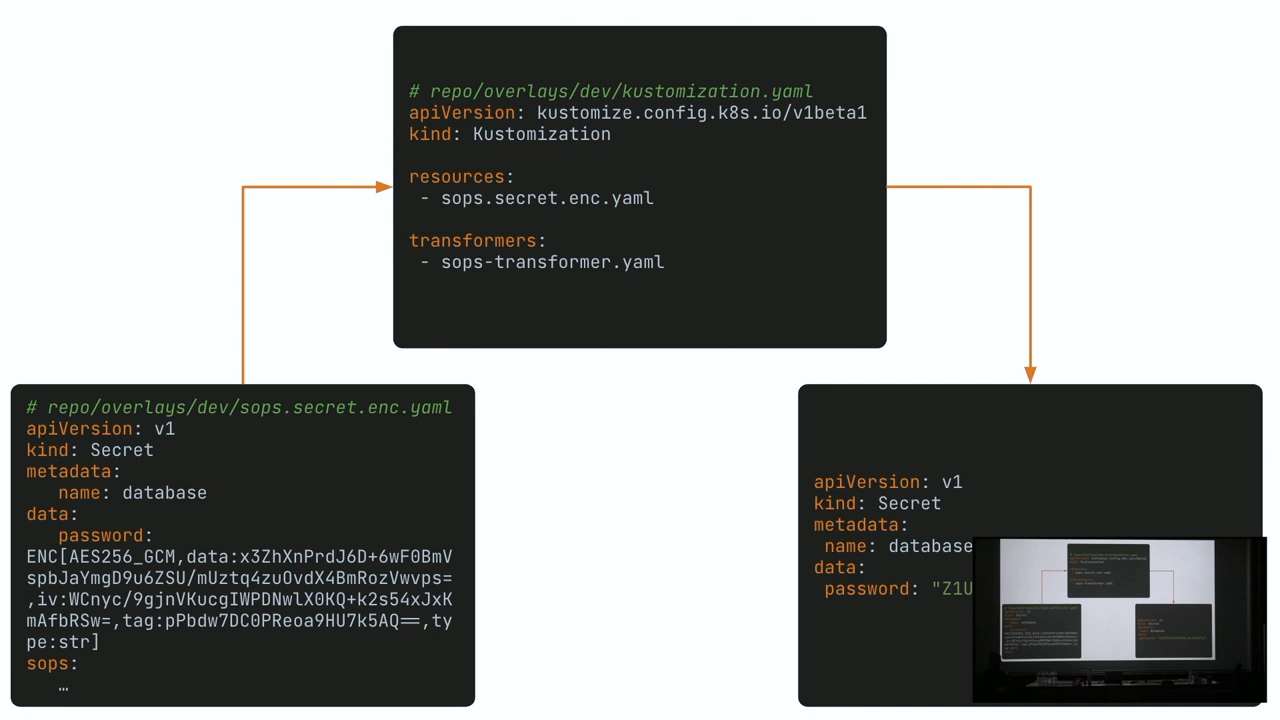 # repo/overlays/dev/kustomization.yaml
apiVersion: kustomize.config.k8s.io/v1beta1
kind: Kustomization
resources:
- sops.secret.enc.yaml
transformers:
- sops-transformer.yaml
# repo/overlays/dev/sops.secret.enc.yaml
apiVersion: v1
kind: Secret
metadata:
name: database
data:
password:
ENC[AES256_GCM,data:x3ZhXnPrdJ6D+6wF0BmV
spbJaYmgD9u6ZSU/mUztq4zuOvdX4BmRozVwvps=
,iv:WCnyc/9gjnVKucgIWPDNwlX0KQ+k2s54xJxK
mAfbRSw=,tag:pPbdw7DC0PReoa9HU7k5AQ==,ty
pe:str]
sops:
…
apiVersion: v1
kind: Secret
metadata:
name: database
data:
password: "Z1U